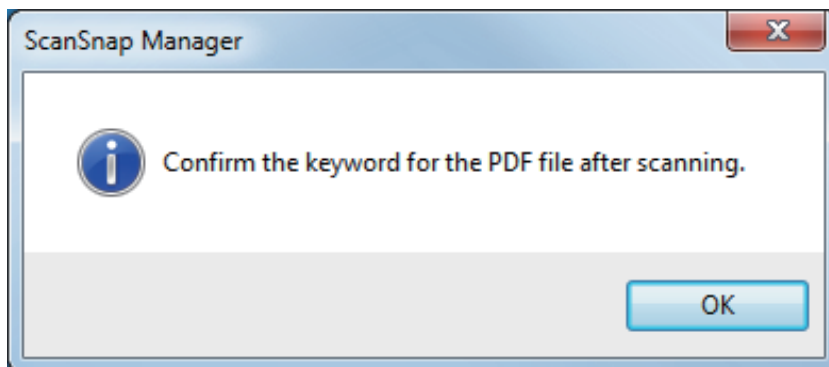 ScanSnap Manager
Confirm the keyword for the PDF file after scanning.
OK